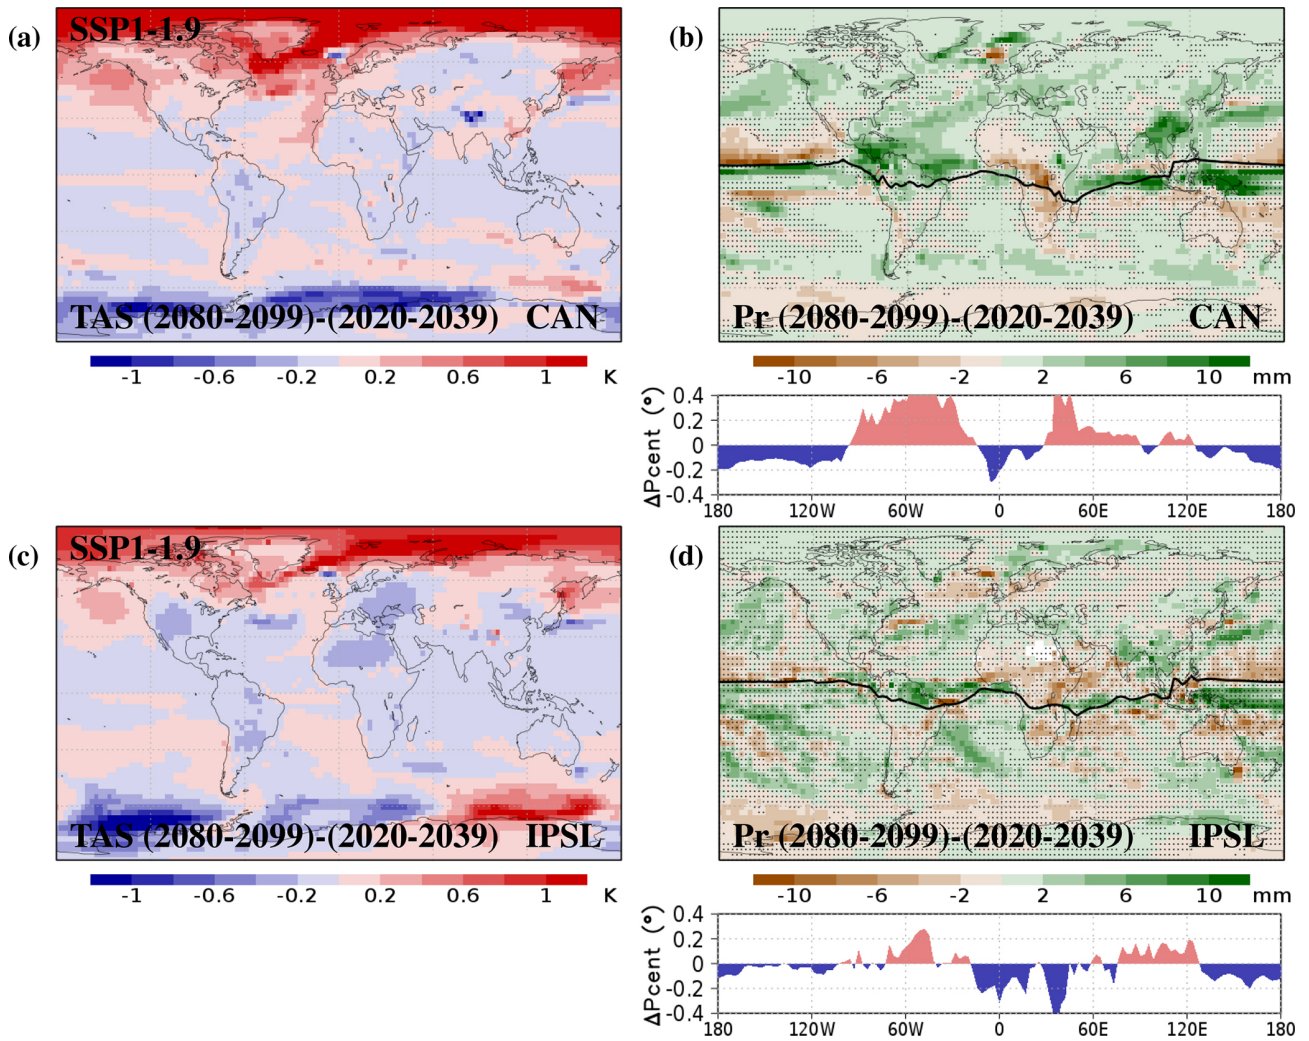 (a)
SSP1-1.9
TAS (2080-2099)-(2020-2039) CAN
-1 -0.6 -0.2 0.2 0.6 1 K
(b)
Pr (2080-2099)-(2020-2039) CAN
-10 -6 -2 2 6 10 mm
ΔPcent (°)
0.4
0.2
0
-0.2
-0.4
180 120W 60W 0 60E 120E 180
(c)
SSP1-1.9
TAS (2080-2099)-(2020-2039) IPSL
-1 -0.6 -0.2 0.2 0.6 1 K
(d)
Pr (2080-2099)-(2020-2039) IPSL
-10 -6 -2 2 6 10 mm
ΔPcent (°)
0.4
0.2
0
-0.2
-0.4
180 120W 60W 0 60E 120E 180